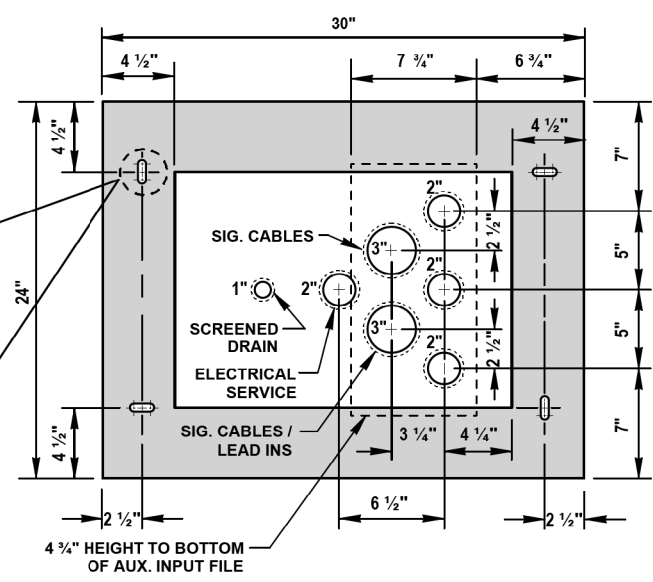 30"
4 ½"
7 ¾"
6 ¾"
4 ½"
4 ½"
7"
2"
SIG. CABLES
3"
2 ½"
5"
24"
1"
2"
2"
SCREENED
DRAIN
3"
5"
ELECTRICAL
SERVICE
2"
2 ½"
SIG. CABLES /
LEAD INS
3 ¼"
4 ¼"
4 ½"
7"
2 ½"
6 ½"
2 ½"
4 ¾" HEIGHT TO BOTTOM
OF AUX. INPUT FILE